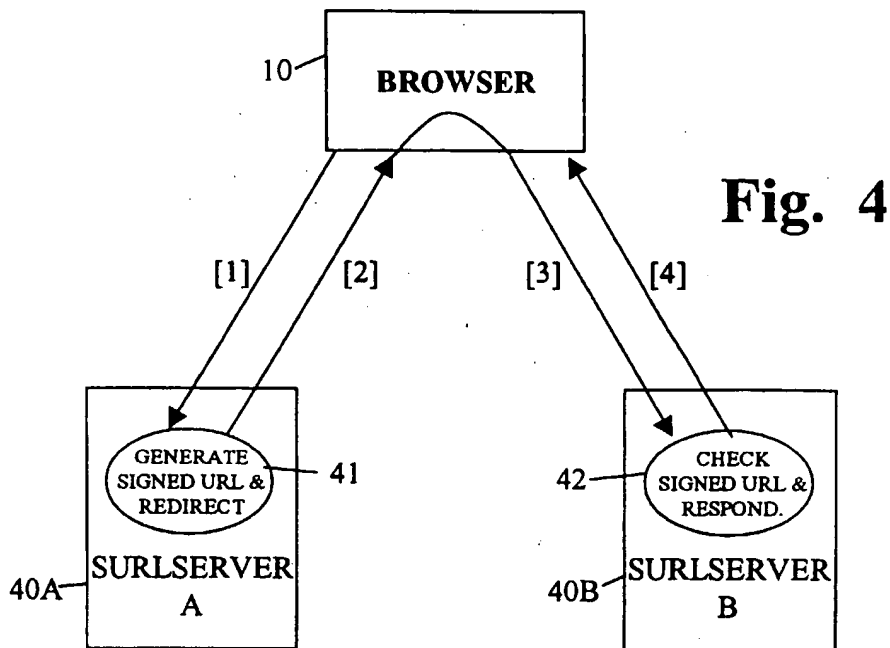 10
BROWSER
Fig. 4
[1]
[2]
[3]
[4]
GENERATE
SIGNED URL &
REDIRECT
41
42
CHECK
SIGNED URL &
RESPOND.
40A
SURLSERVER
A
40B
SURLSERVER
B